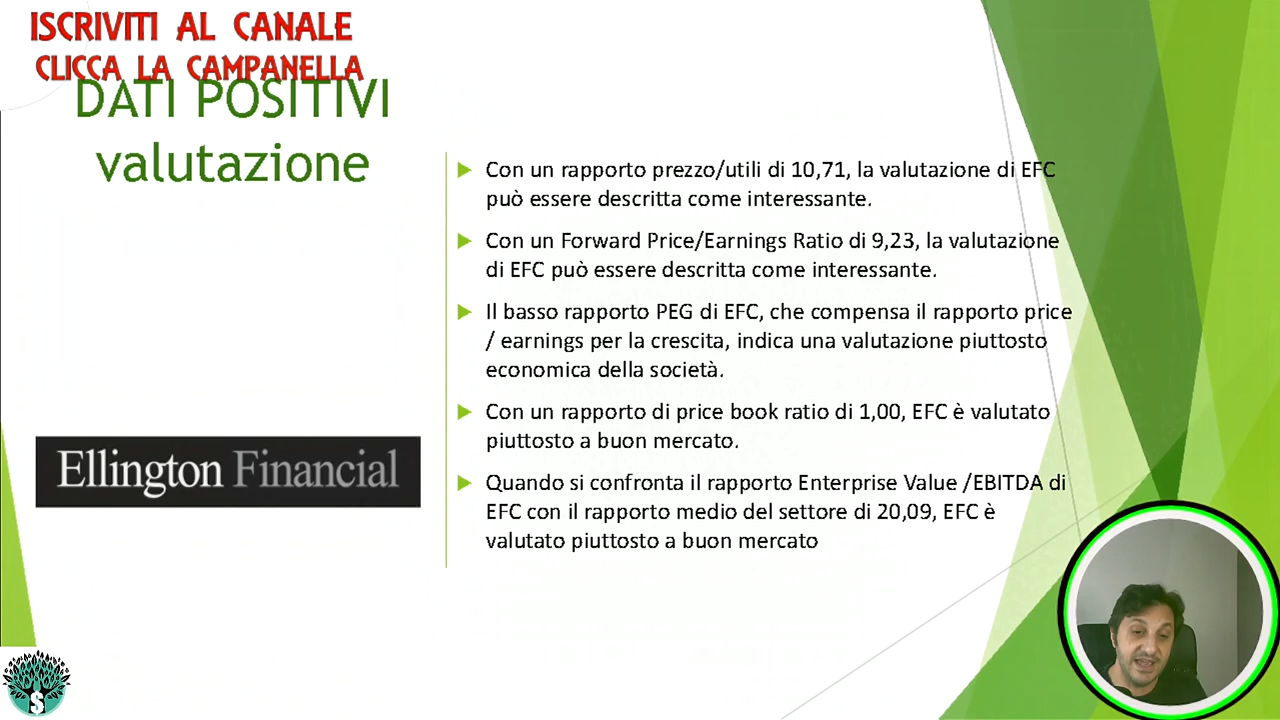 ISCRIVITI AL CANALE
CLICCA LA CAMPANELLA
DATI POSITIVI
valutazione
Con un rapporto prezzo/utili di 10,71, la valutazione di EFC
può essere descritta come interessante.
Con un Forward Price/Earnings Ratio di 9,23, la valutazione
di EFC può essere descritta come interessante.
Il basso rapporto PEG di EFC, che compensa il rapporto price
/ earnings per la crescita, indica una valutazione piuttosto
economica della società.
Con un rapporto di price book ratio di 1,00, EFC è valutato
piuttosto a buon mercato.
Quando si confronta il rapporto Enterprise Value /EBITDA di
EFC con il rapporto medio del settore di 20,09, EFC è
valutato piuttosto a buon mercato
Ellington Financial
$